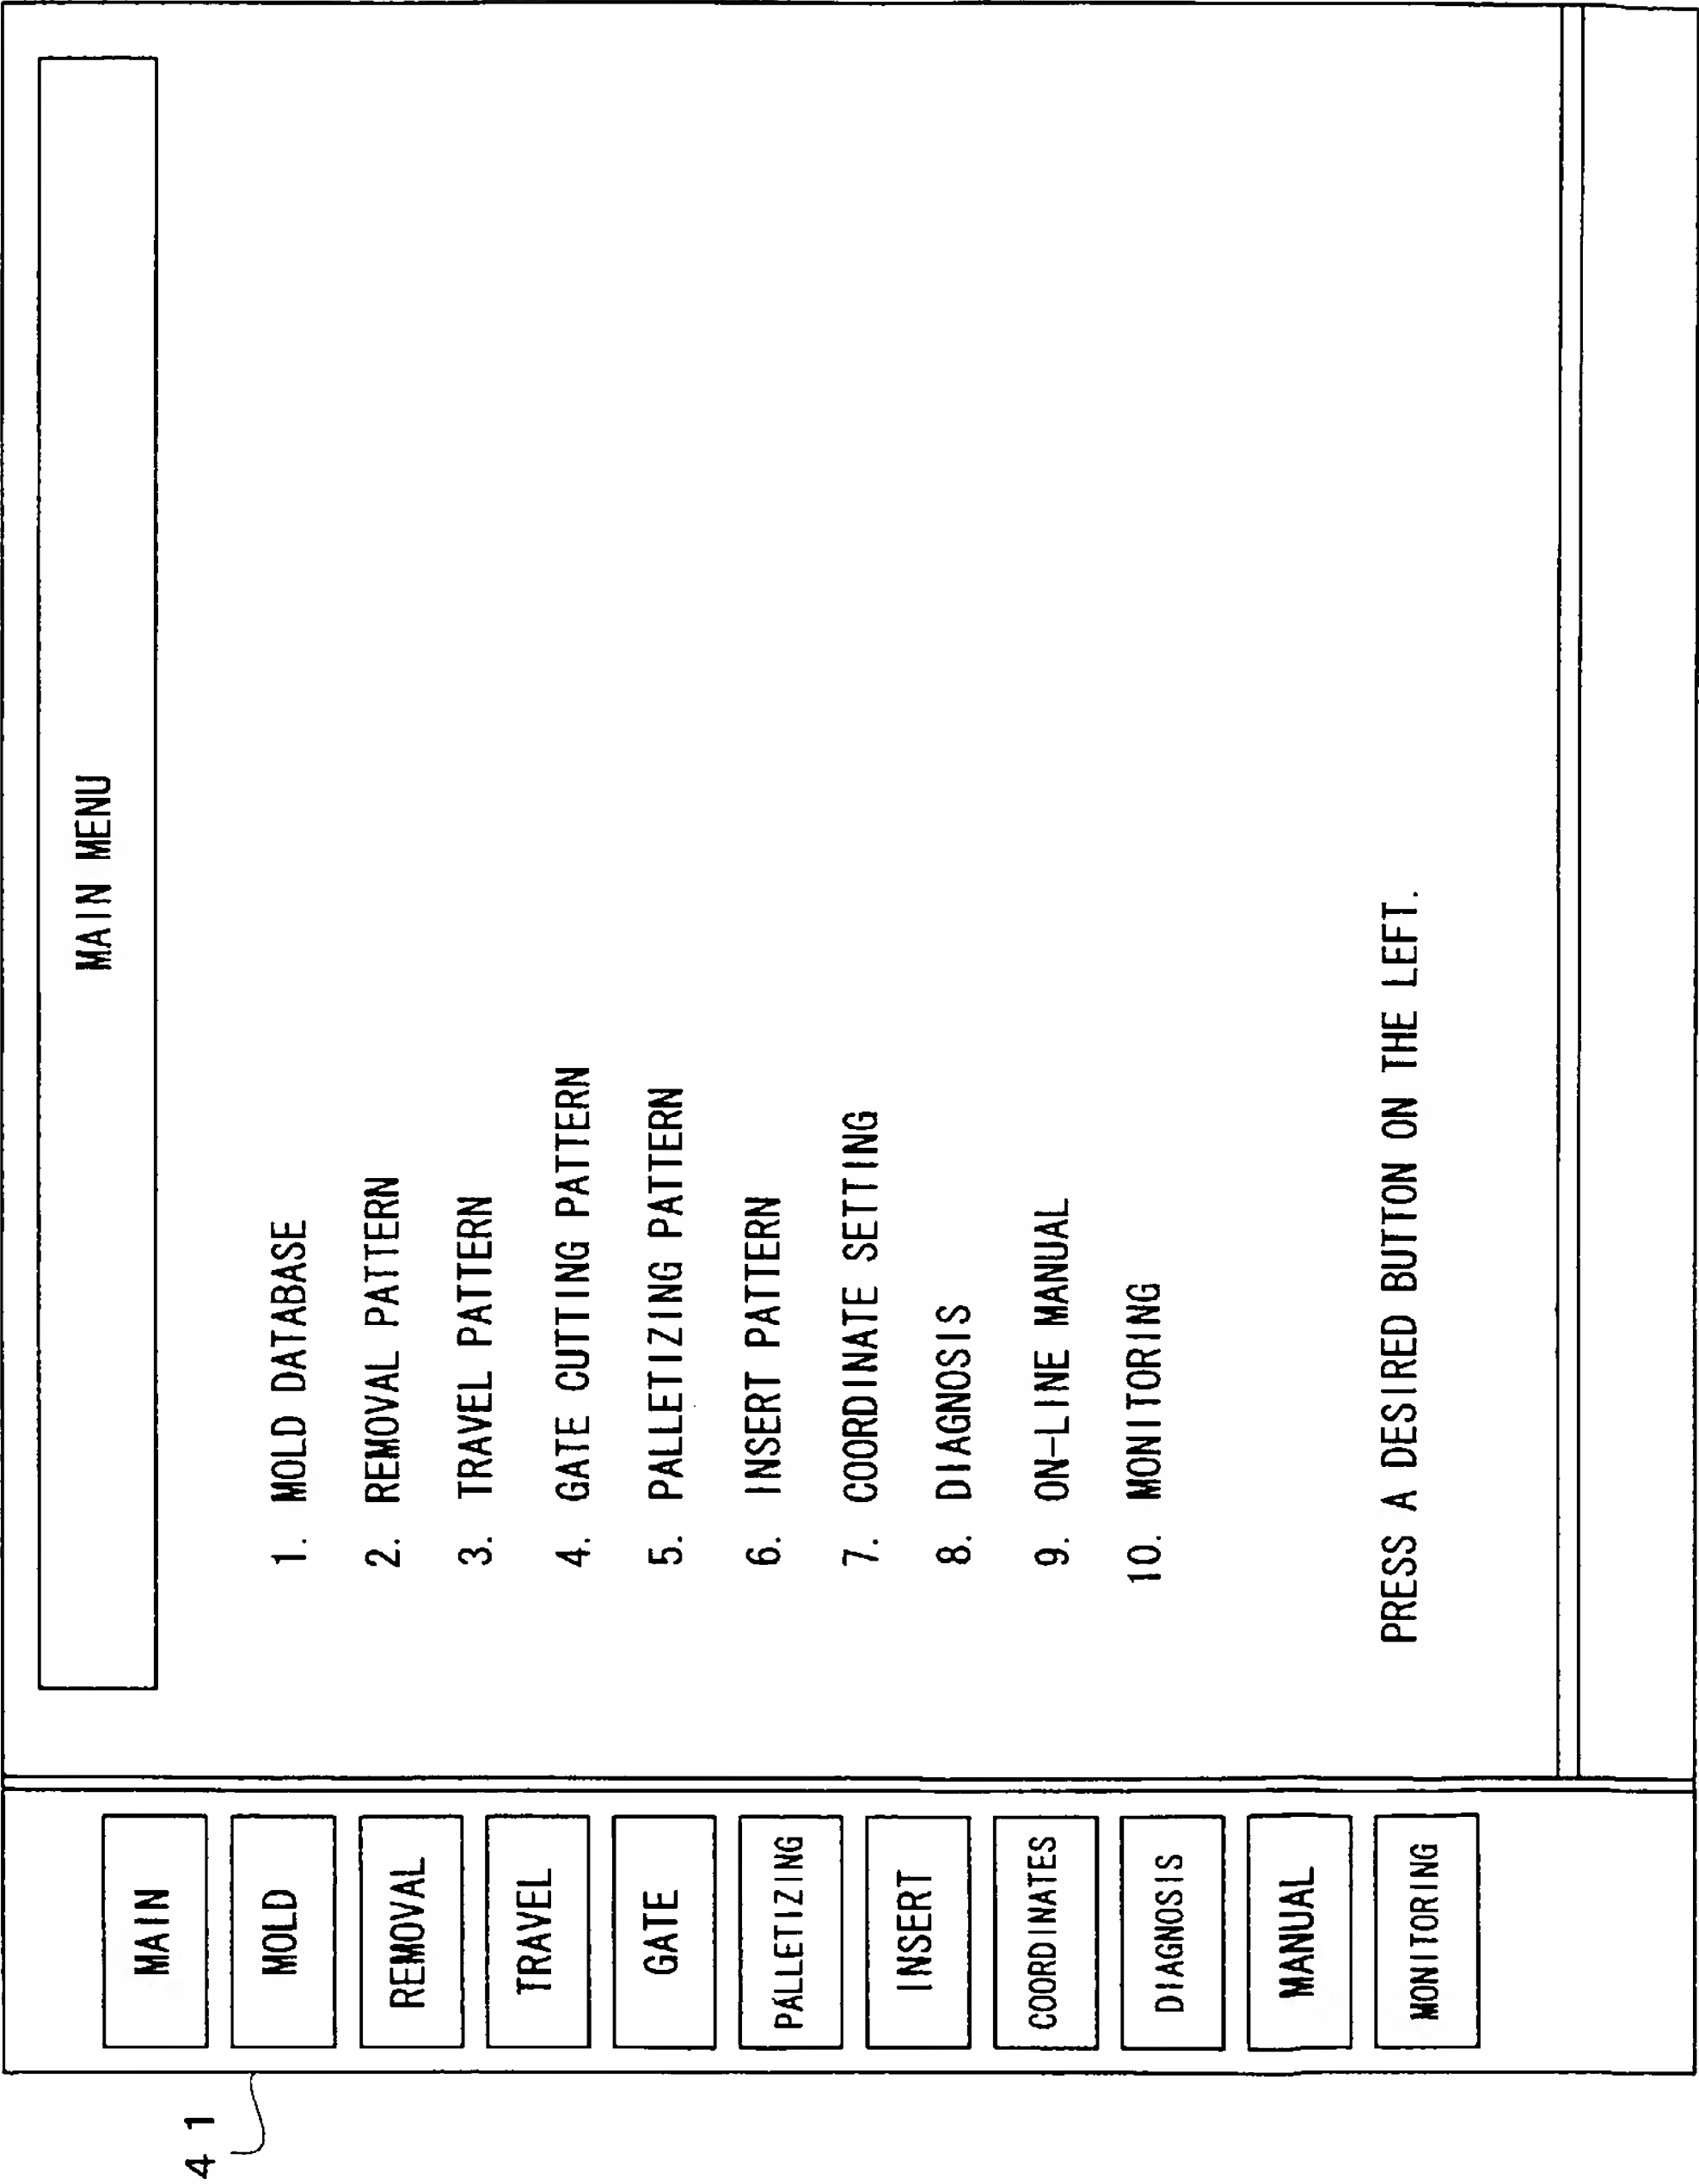 MAIN MENU
MAIN
MOLD
REMOVAL
TRAVEL
GATE
PALLETIZING
INSERT
COORDINATES
DIAGNOSIS
MANUAL
MONITORING
1. MOLD DATABASE
2. REMOVAL PATTERN
3. TRAVEL PATTERN
4. GATE CUTTING PATTERN
5. PALLETIZING PATTERN
6. INSERT PATTERN
7. COORDINATE SETTING
8. DIAGNOSIS
9. ON-LINE MANUAL
10. MONITORING
PRESS A DESIRED BUTTON ON THE LEFT.
41